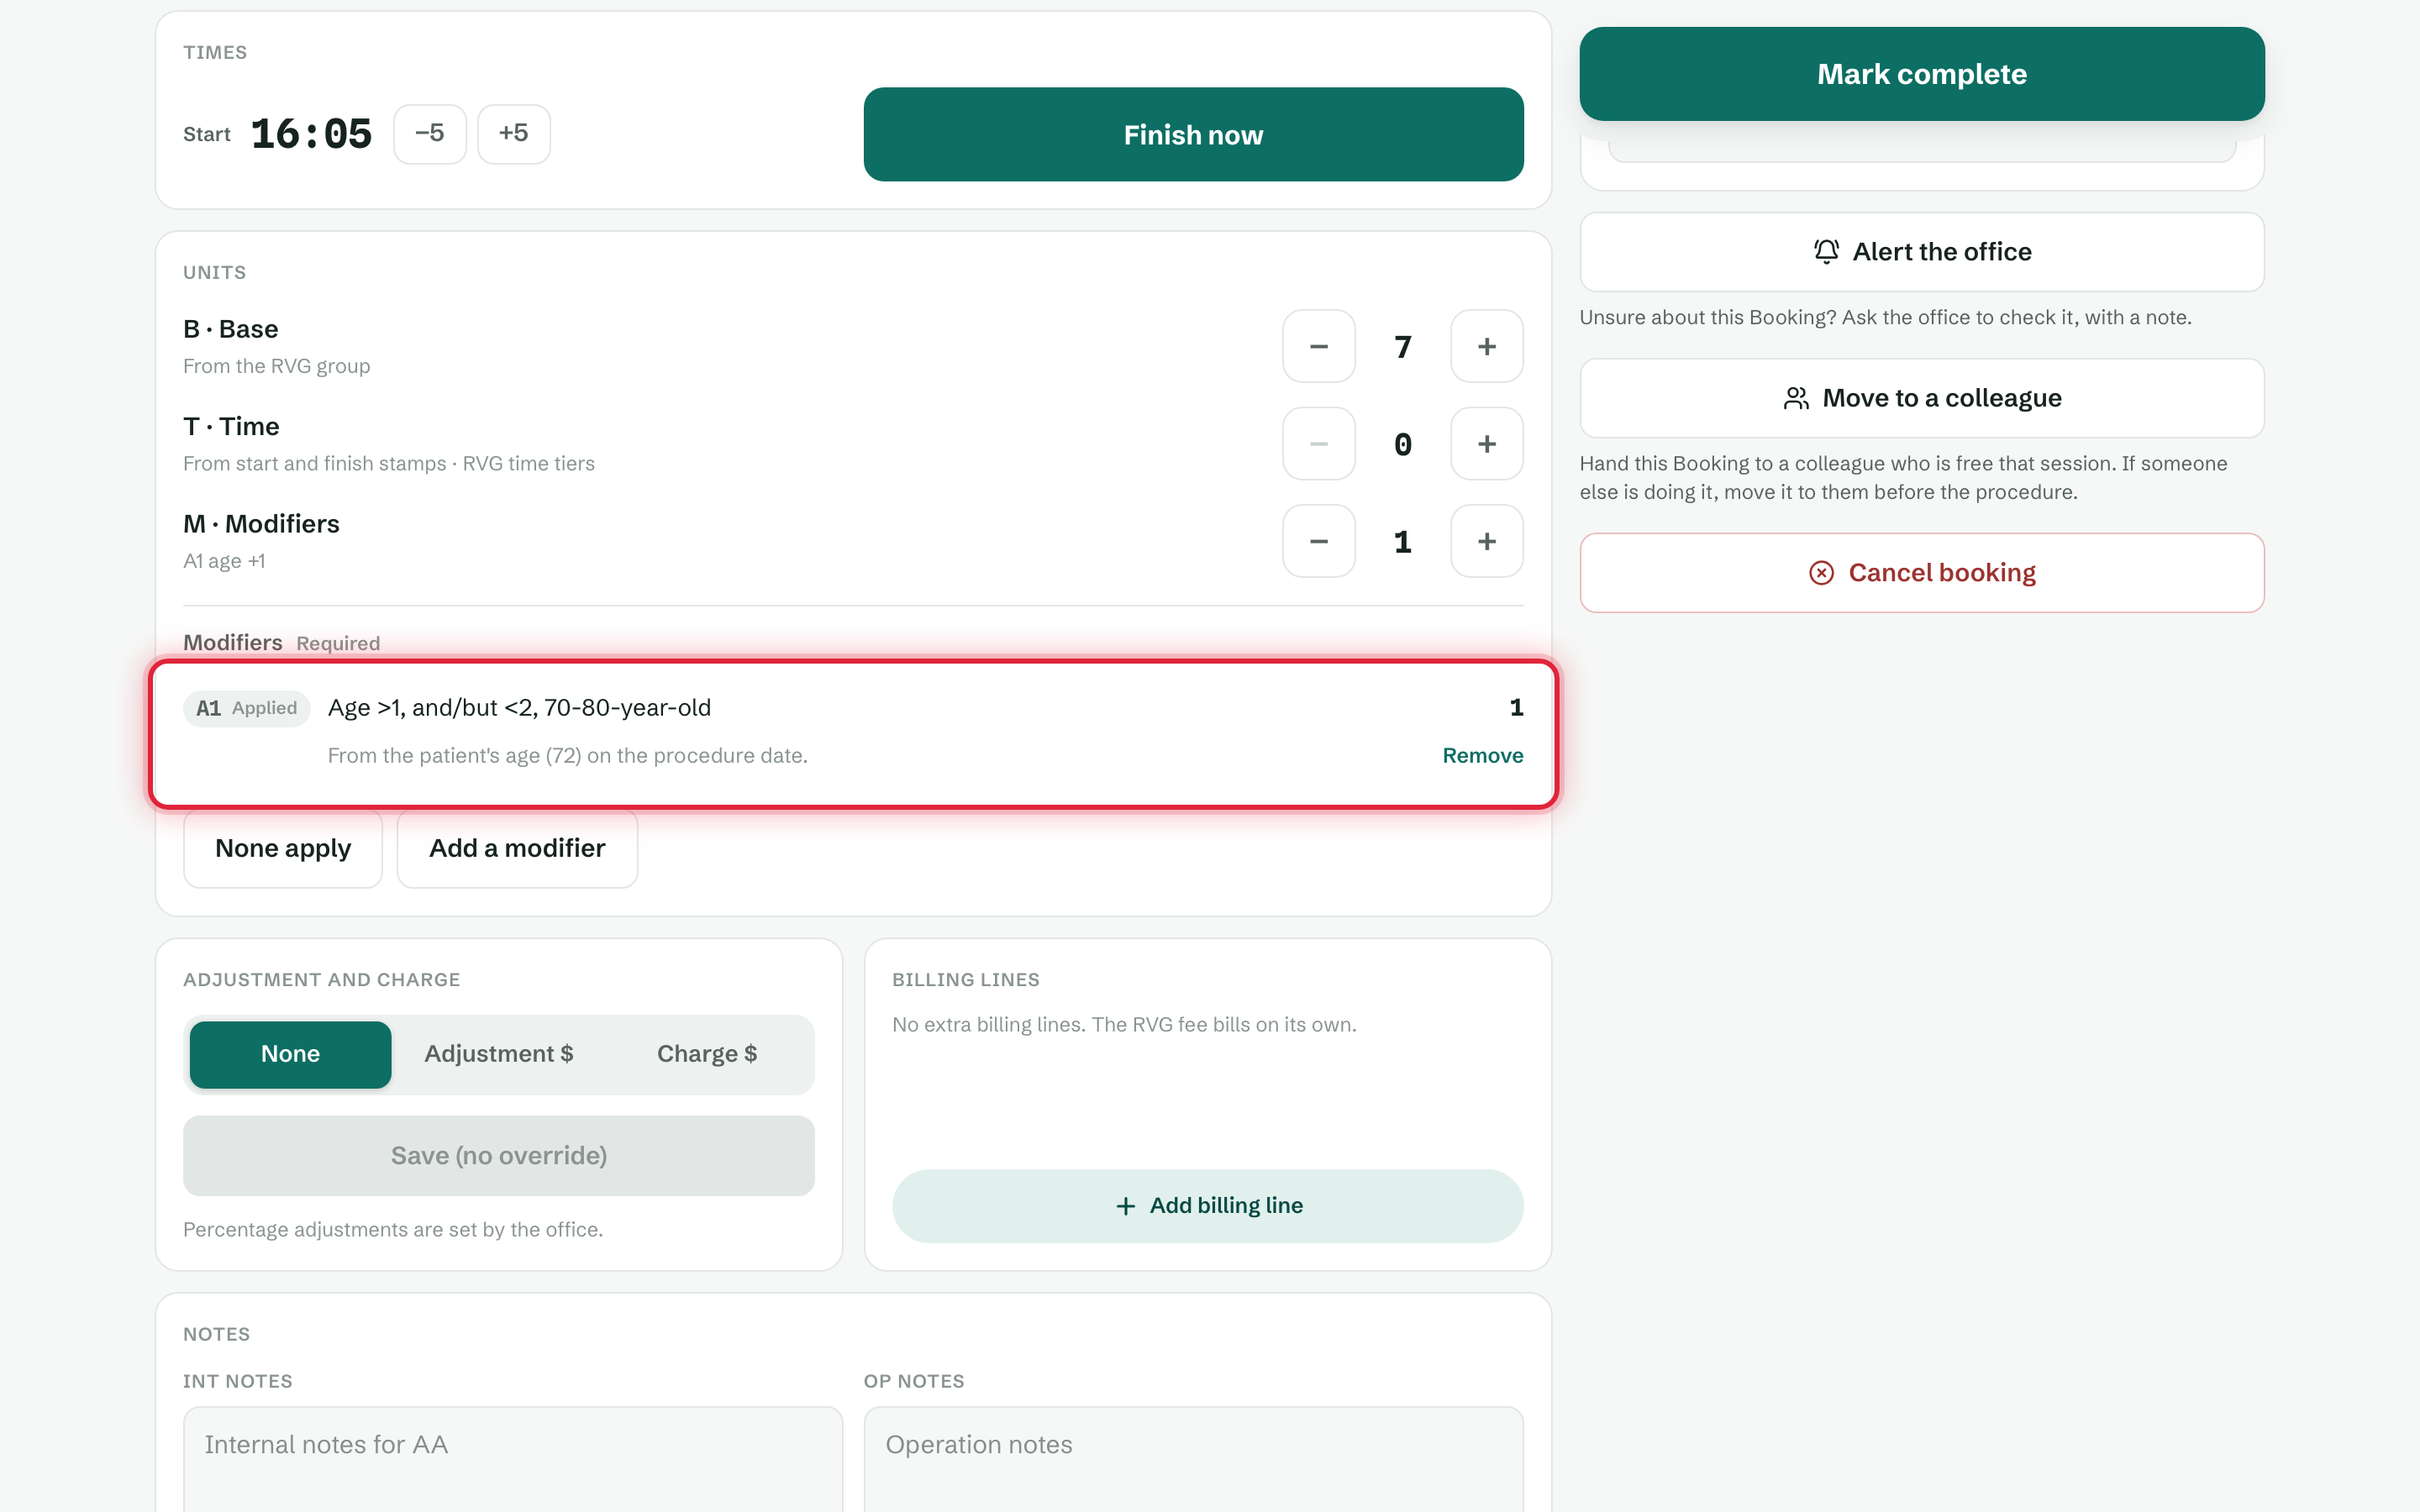 TIMES
Start 16:05 −5 +5
Finish now
UNITS
B · Base
From the RVG group
− 7 +
T · Time
From start and finish stamps · RVG time tiers
− 0 +
M · Modifiers
A1 age +1
− 1 +
Modifiers Required
A1 Applied Age >1, and/but <2, 70-80-year-old 1
From the patient's age (72) on the procedure date. Remove
None apply Add a modifier
ADJUSTMENT AND CHARGE
None Adjustment $ Charge $
Save (no override)
Percentage adjustments are set by the office.
BILLING LINES
No extra billing lines. The RVG fee bills on its own.
+ Add billing line
NOTES
INT NOTES
Internal notes for AA
OP NOTES
Operation notes
Mark complete
Alert the office
Unsure about this Booking? Ask the office to check it, with a note.
Move to a colleague
Hand this Booking to a colleague who is free that session. If someone
else is doing it, move it to them before the procedure.
Cancel booking